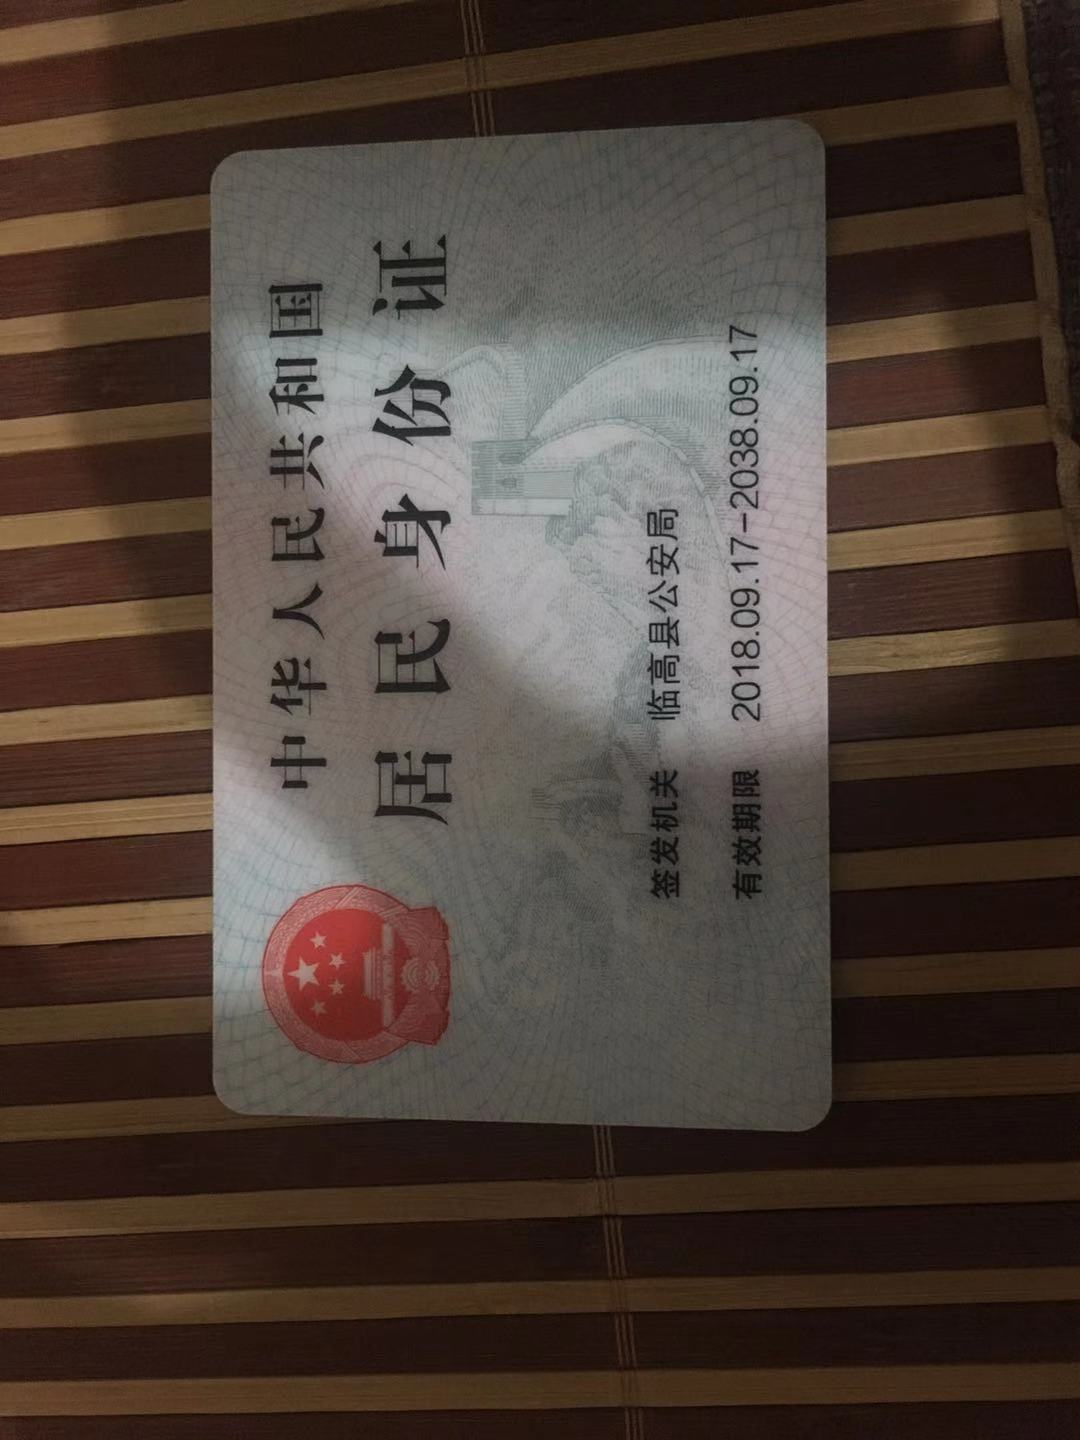 中华人民共和国
居民身份证
签发机关 临高县公安局
有效期限 2018.09.17-2038.09.17